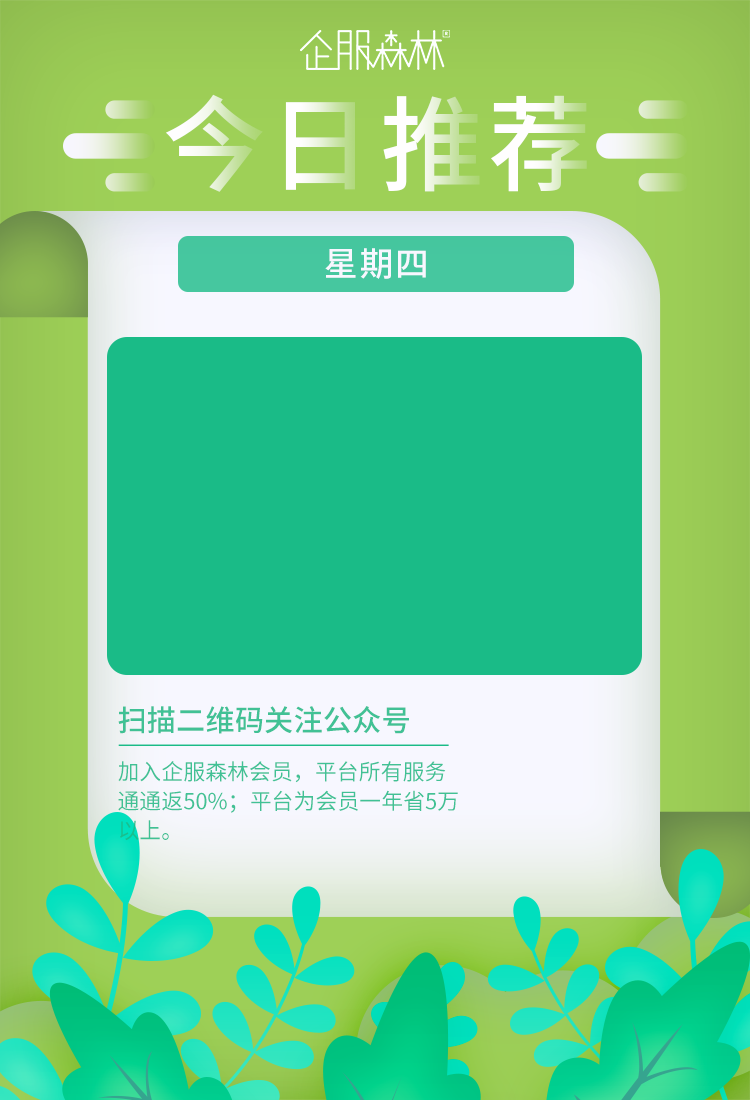 企服森林
今日推荐
星期四
扫描二维码关注公众号
加入企服森林会员，平台所有服务
通通返50%；平台为会员一年省5万
以上。